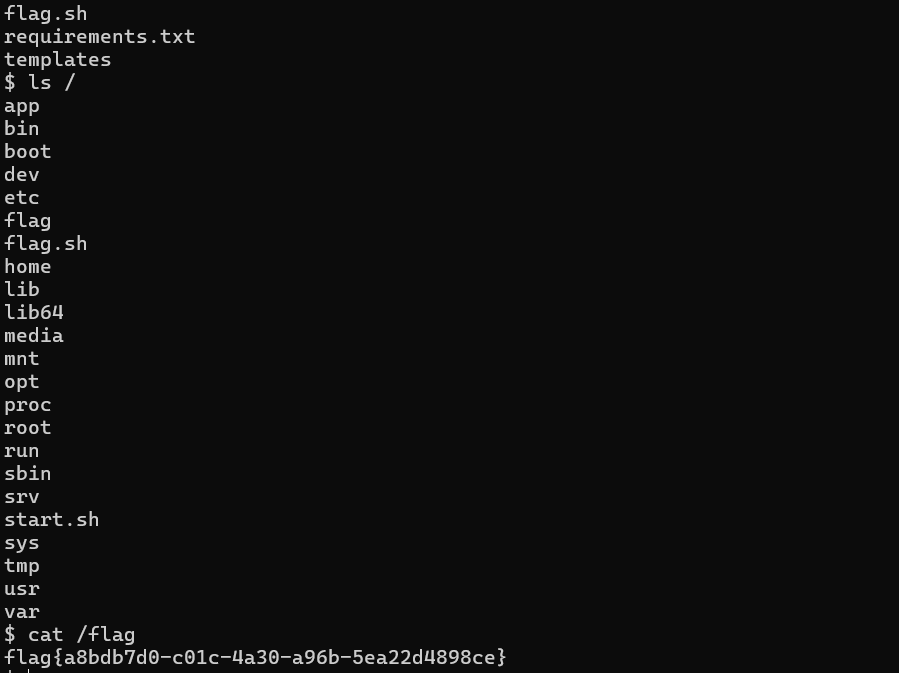 flag.sh
requirements.txt
templates
$ ls /
app
bin
boot
dev
etc
flag
flag.sh
home
lib
lib64
media
mnt
opt
proc
root
run
sbin
srv
start.sh
sys
tmp
usr
var
$ cat /flag
flag{a8bdb7d0-c01c-4a30-a96b-5ea22d4898ce}